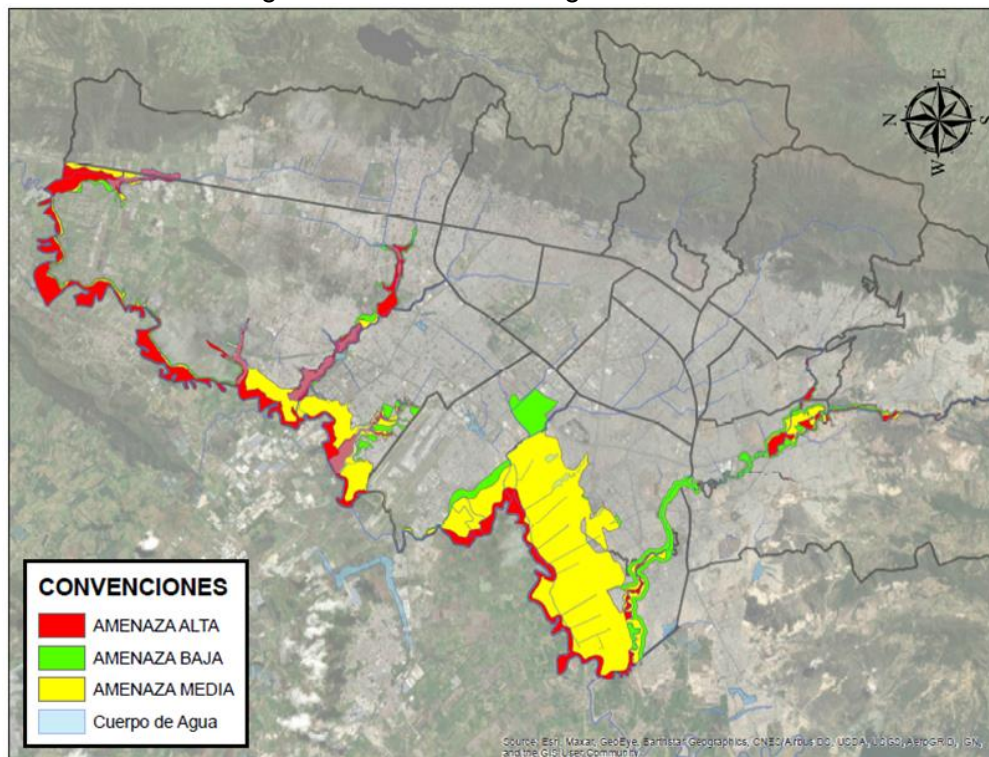 E
N
S
W
CONVENCIONES
AMENAZA ALTA
AMENAZA BAJA
AMENAZA MEDIA
Cuerpo de Agua
Source: Esri, Maxar, GeoEye, Earthstar Geographics, CNES/Airbus DS, USDA, USGS, AeroGRID, IGN,
and the GIS User Community